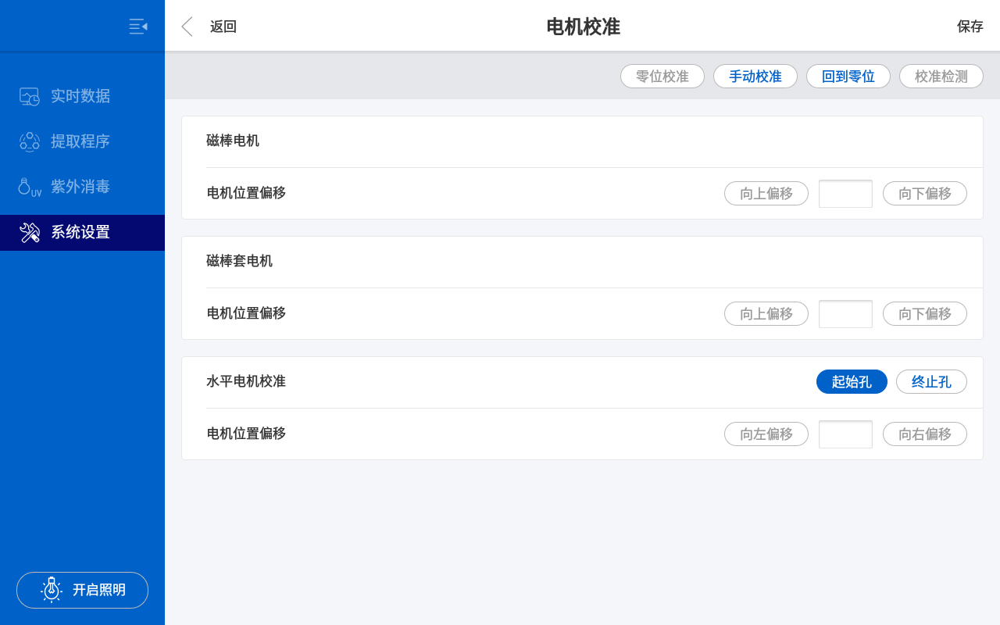 返回
电机校准
保存
零位校准
手动校准
回到零位
校准检测
实时数据
提取程序
UV
紫外消毒
系统设置
开启照明
磁棒电机
电机位置偏移
向上偏移
向下偏移
磁棒套电机
电机位置偏移
向上偏移
向下偏移
水平电机校准
起始孔
终止孔
电机位置偏移
向左偏移
向右偏移